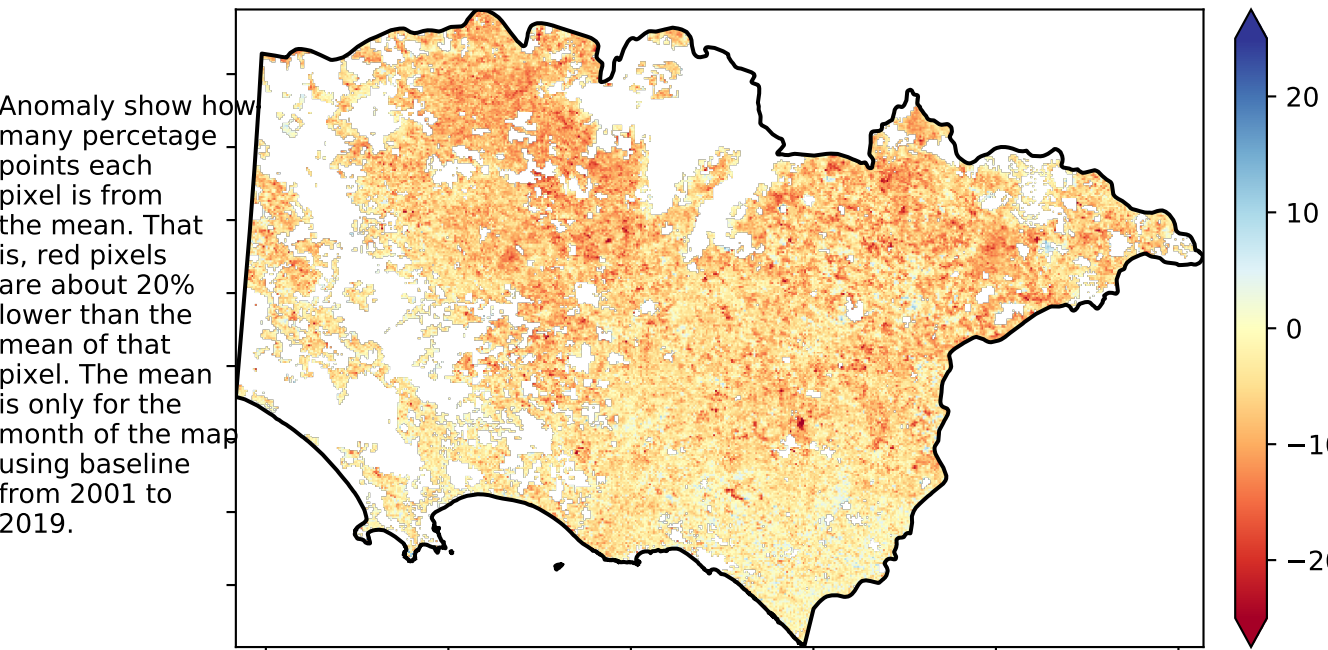 Anomaly show how
many percetage
points each
pixel is from
the mean. That
is, red pixels
are about 20%
lower than the
mean of that
pixel. The mean
is only for the
month of the map
using baseline
from 2001 to
2019.
20
10
0
−10
−20